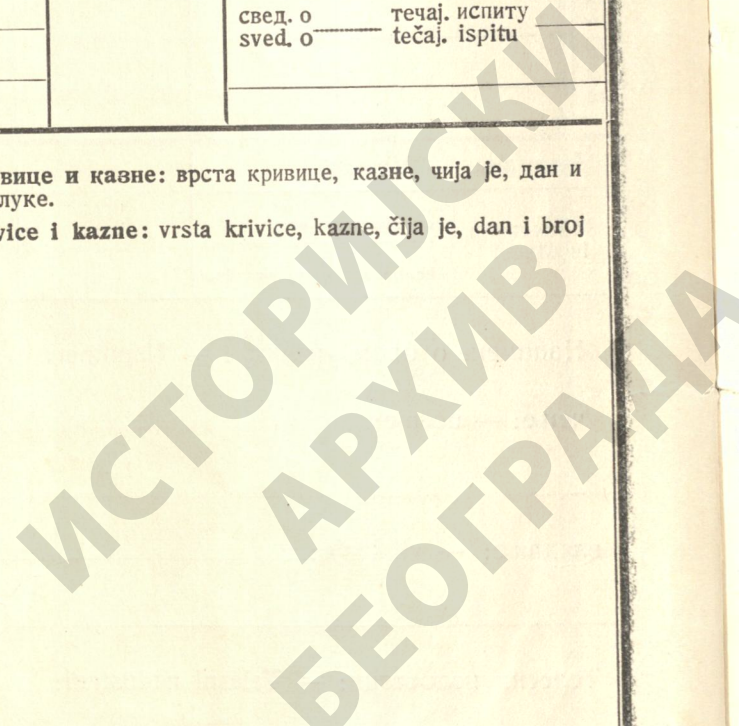 свед. о течај. испиту
sved. o tečaj. ispitu
вице и казне: врста кривице, казне, чија је, дан и
луке.
vice i kazne: vrsta krivice, kazne, čija je, dan i broj
ИСТОРИЈСКИ
АРХИВ
БЕОГРАДА